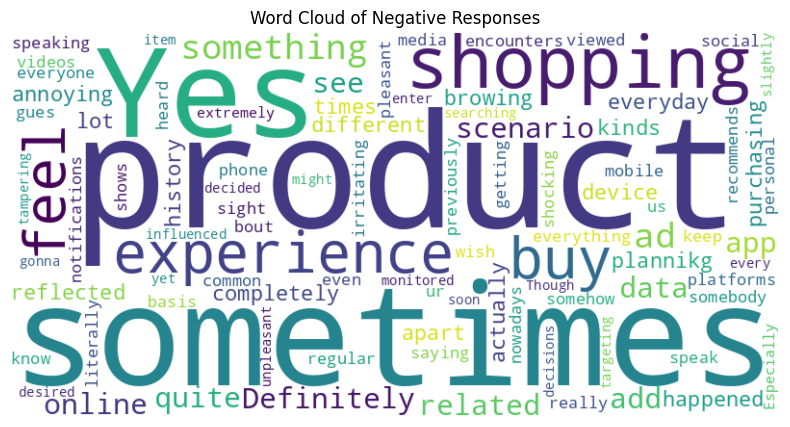 Word Cloud of Negative Responses
speaking item something media encounters viewed social slightly
videos Yes shopping
everyone heard see pleasant browing everyday
annoying extremely times enter
gues lot different searching scenario kinds purchasing recommends personal
feel product
tampering notifications shows history phone decided might irritating previously getting shocking mobile us
sight device
bout
gonna influenced experience wish buy everything ad keep app every
yet common even monitored ur soon actually nowadays Though plannikg data platforms
reflected basis completely somehow somebody
sometimes
literally unpleasant apart targeting Especially
know regular saying decisions speak
desired online quite Definitely related really add happened